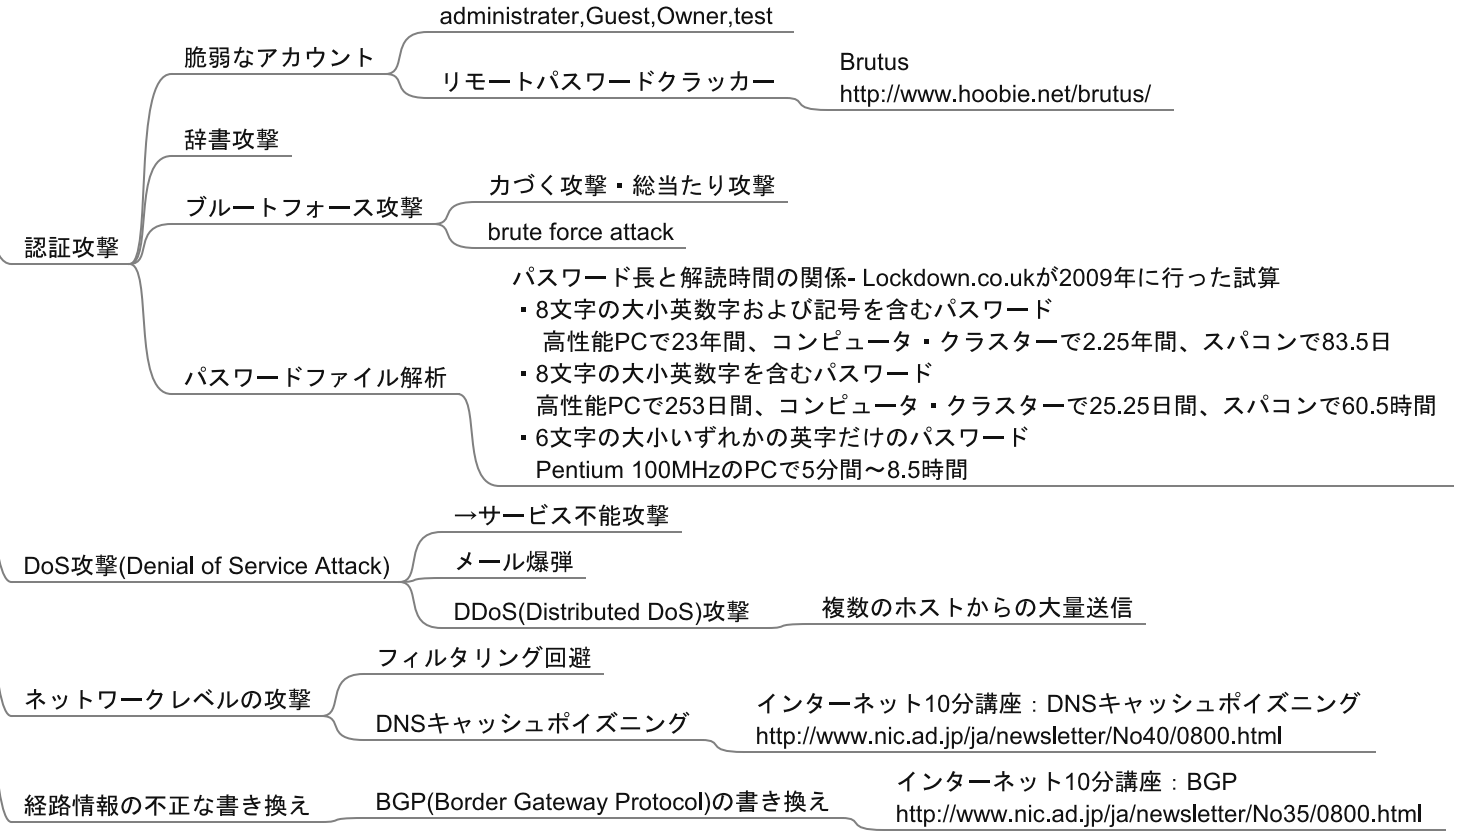 administrater,Guest,Owner,test
脆弱なアカウント
リモートパスワードクラッカー
Brutus
http://www.hoobie.net/brutus/
辞書攻撃
ブルートフォース攻撃
力づく攻撃・総当たり攻撃
brute force attack
認証攻撃
パスワードファイル解析
パスワード長と解読時間の関係- Lockdown.co.ukが2009年に行った試算
・8文字の大小英数字および記号を含むパスワード
高性能PCで23年間、コンピュータ・クラスターで2.25年間、スパコンで83.5日
・8文字の大小英数字を含むパスワード
高性能PCで253日間、コンピュータ・クラスターで25.25日間、スパコンで60.5時間
・6文字の大小いずれかの英字だけのパスワード
Pentium 100MHzのPCで5分間～8.5時間
DoS攻撃(Denial of Service Attack)
→サービス不能攻撃
メール爆弾
DDoS(Distributed DoS)攻撃
複数のホストからの大量送信
ネットワークレベルの攻撃
フィルタリング回避
DNSキャッシュポイズニング
インターネット10分講座：DNSキャッシュポイズニング
http://www.nic.ad.jp/ja/newsletter/No40/0800.html
経路情報の不正な書き換え
BGP(Border Gateway Protocol)の書き換え
インターネット10分講座：BGP
http://www.nic.ad.jp/ja/newsletter/No35/0800.html